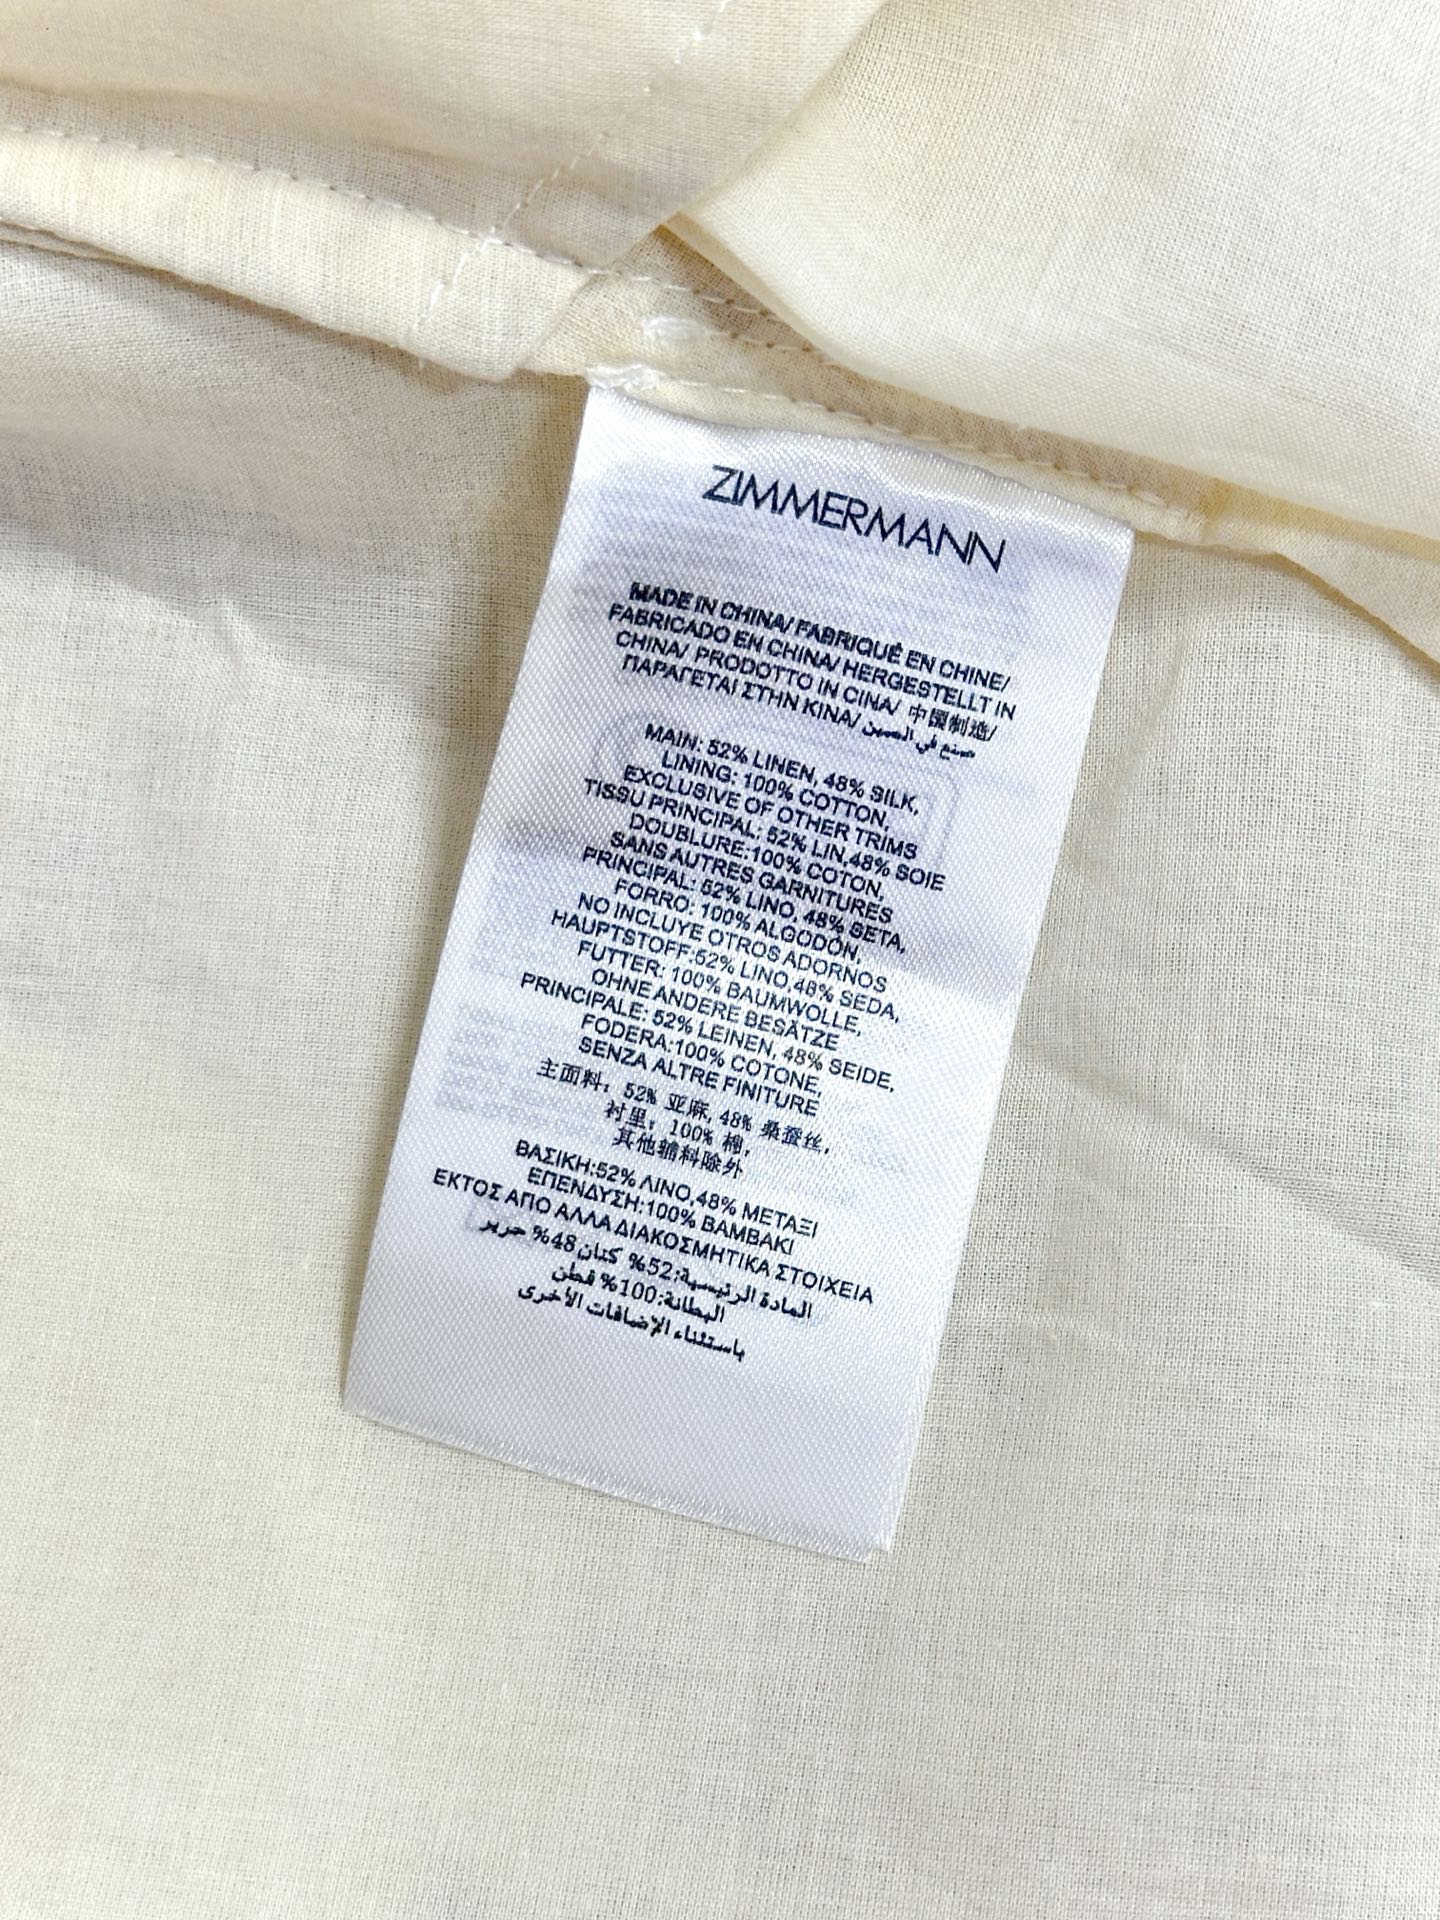 ZIMMERMANN
MADE IN CHINA/ FABRIQUÉ EN CHINE/
FABRICADO EN CHINA/ HERGESTELLT IN
CHINA/ PRODOTTO IN CINA/ 中國制造/
ΠΑΡΑΓΕΤΑΙ ΣΤΗΝ ΚΙΝΑ/ صنع في الصين
MAIN: 52% LINEN, 48% SILK,
LINING: 100% COTTON,
EXCLUSIVE OF OTHER TRIMS
TISSU PRINCIPAL: 52% LIN,48% SOIE
DOUBLURE:100% COTON,
SANS AUTRES GARNITURES
PRINCIPAL: 52% LINO, 48% SETA,
FORRO: 100% ALGODÓN,
NO INCLUYE OTROS ADORNOS
HAUPTSTOFF:52% LINO,48% SEDA,
FUTTER: 100% BAUMWOLLE,
OHNE ANDERE BESÄTZE
PRINCIPALE: 52% LEINEN, 48% SEIDE,
FODERA:100% COTONE,
SENZA ALTRE FINITURE
主面料：52% 亚麻, 48% 桑蚕丝,
衬里：100% 棉,
其他辅料除外
ΒΑΣΙΚΗ:52% ΛΙΝΟ,48% ΜΕΤΑΞΙ
ΕΠΕΝΔΥΣΗ:100% ΒΑΜΒΑΚΙ
ΕΚΤΟΣ ΑΠΟ ΑΛΛΑ ΔΙΑΚΟΣΜΗΤΙΚΑ ΣΤΟΙΧΕΙΑ
المادة الرئيسية:52% كتان48% حرير
البطانة:100% قطن
باستثناء الإضافات الأخرى